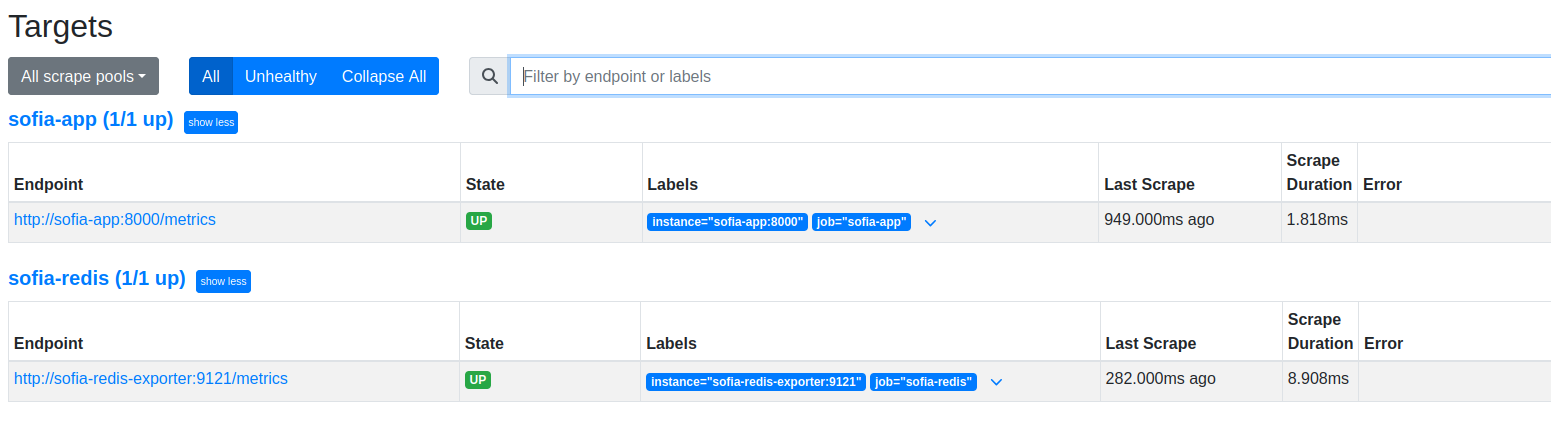 Targets
All scrape pools All Unhealthy Collapse All Filter by endpoint or labels
sofia-app (1/1 up) show less
Endpoint State Labels Last Scrape Scrape Duration Error
http://sofia-app:8000/metrics UP instance="sofia-app:8000" job="sofia-app" 949.000ms ago 1.818ms
sofia-redis (1/1 up) show less
Endpoint State Labels Last Scrape Scrape Duration Error
http://sofia-redis-exporter:9121/metrics UP instance="sofia-redis-exporter:9121" job="sofia-redis" 282.000ms ago 8.908ms